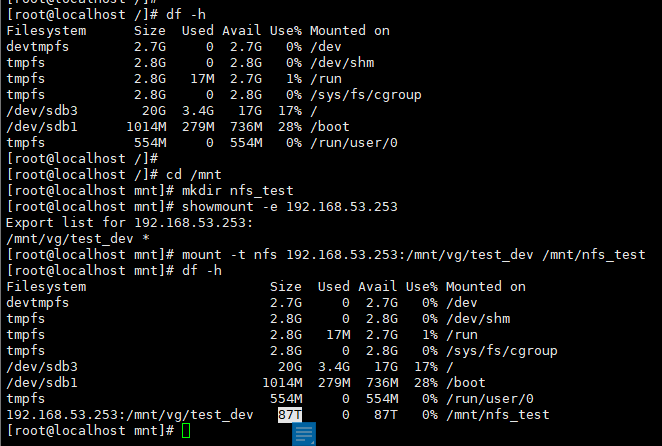 [root@localhost /]#
[root@localhost /]# df -h
Filesystem      Size  Used Avail Use% Mounted on
devtmpfs        2.7G     0  2.7G   0% /dev
tmpfs           2.8G     0  2.8G   0% /dev/shm
tmpfs           2.8G   17M  2.7G   1% /run
tmpfs           2.8G     0  2.8G   0% /sys/fs/cgroup
/dev/sdb3        20G  3.4G   17G  17% /
/dev/sdb1      1014M  279M  736M  28% /boot
tmpfs           554M     0  554M   0% /run/user/0
[root@localhost /]#
[root@localhost /]# cd /mnt
[root@localhost mnt]# mkdir nfs_test
[root@localhost mnt]# showmount -e 192.168.53.253
Export list for 192.168.53.253:
/mnt/vg/test_dev *
[root@localhost mnt]# mount -t nfs 192.168.53.253:/mnt/vg/test_dev /mnt/nfs_test
[root@localhost mnt]# df -h
Filesystem                       Size  Used Avail Use% Mounted on
devtmpfs                         2.7G     0  2.7G   0% /dev
tmpfs                            2.8G     0  2.8G   0% /dev/shm
tmpfs                            2.8G   17M  2.7G   1% /run
tmpfs                            2.8G     0  2.8G   0% /sys/fs/cgroup
/dev/sdb3                         20G  3.4G   17G  17% /
/dev/sdb1                       1014M  279M  736M  28% /boot
tmpfs                            554M     0  554M   0% /run/user/0
192.168.53.253:/mnt/vg/test_dev   87T     0   87T   0% /mnt/nfs_test
[root@localhost mnt]#